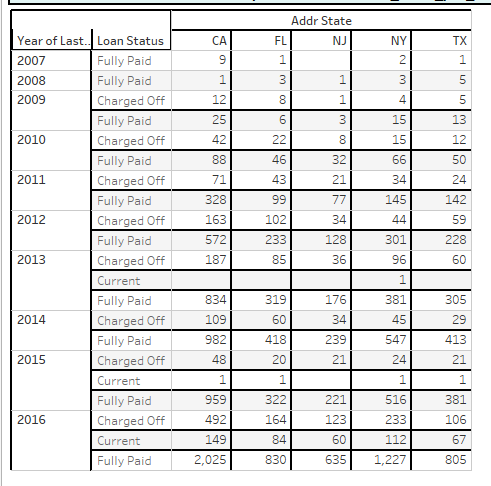 Addr State
Year of Last.. Loan Status CA FL NJ NY TX
2007 Fully Paid 9 1 2 1
2008 Fully Paid 1 3 1 3 5
2009 Charged Off 12 8 1 4 5
Fully Paid 25 6 3 15 13
2010 Charged Off 42 22 8 15 12
Fully Paid 88 46 32 66 50
2011 Charged Off 71 43 21 34 24
Fully Paid 328 99 77 145 142
2012 Charged Off 163 102 34 44 59
Fully Paid 572 233 128 301 228
2013 Charged Off 187 85 36 96 60
Current 1
Fully Paid 834 319 176 381 305
2014 Charged Off 109 60 34 45 29
Fully Paid 982 418 239 547 413
2015 Charged Off 48 20 21 24 21
Current 1 1 1 1
Fully Paid 959 322 221 516 381
2016 Charged Off 492 164 123 233 106
Current 149 84 60 112 67
Fully Paid 2,025 830 635 1,227 805